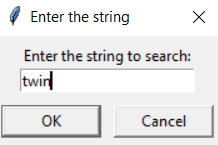 Enter the string
Enter the string to search:
twin
OK
Cancel